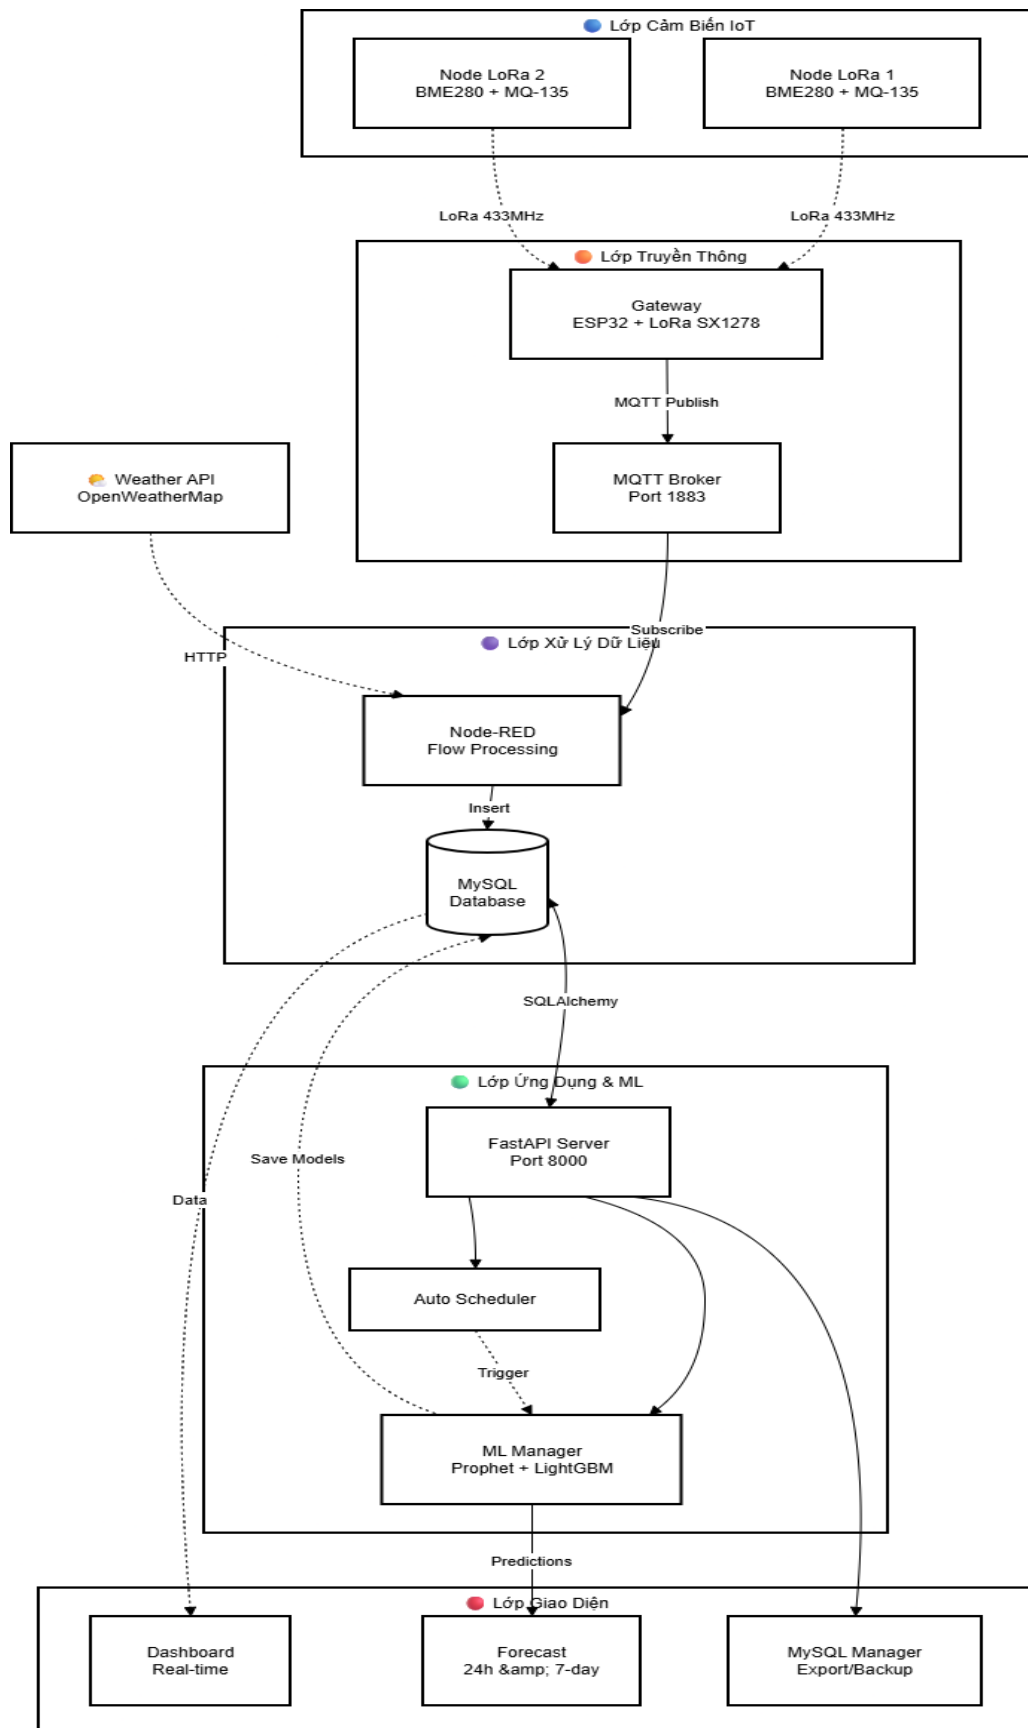 Lớp Cảm Biến IoT
Node LoRa 2
BME280 + MQ-135
Node LoRa 1
BME280 + MQ-135
LoRa 433MHz
LoRa 433MHz
Lớp Truyền Thông
Gateway
ESP32 + LoRa SX1278
MQTT Publish
MQTT Broker
Port 1883
Weather API
OpenWeatherMap
Subscribe
Lớp Xử Lý Dữ Liệu
HTTP
Node-RED
Flow Processing
Insert
MySQL
Database
SQLAlchemy
Lớp Ứng Dụng & ML
FastAPI Server
Port 8000
Save Models
Data
Auto Scheduler
Trigger
ML Manager
Prophet + LightGBM
Predictions
Lớp Giao Diện
Dashboard
Real-time
Forecast
24h &amp; 7-day
MySQL Manager
Export/Backup